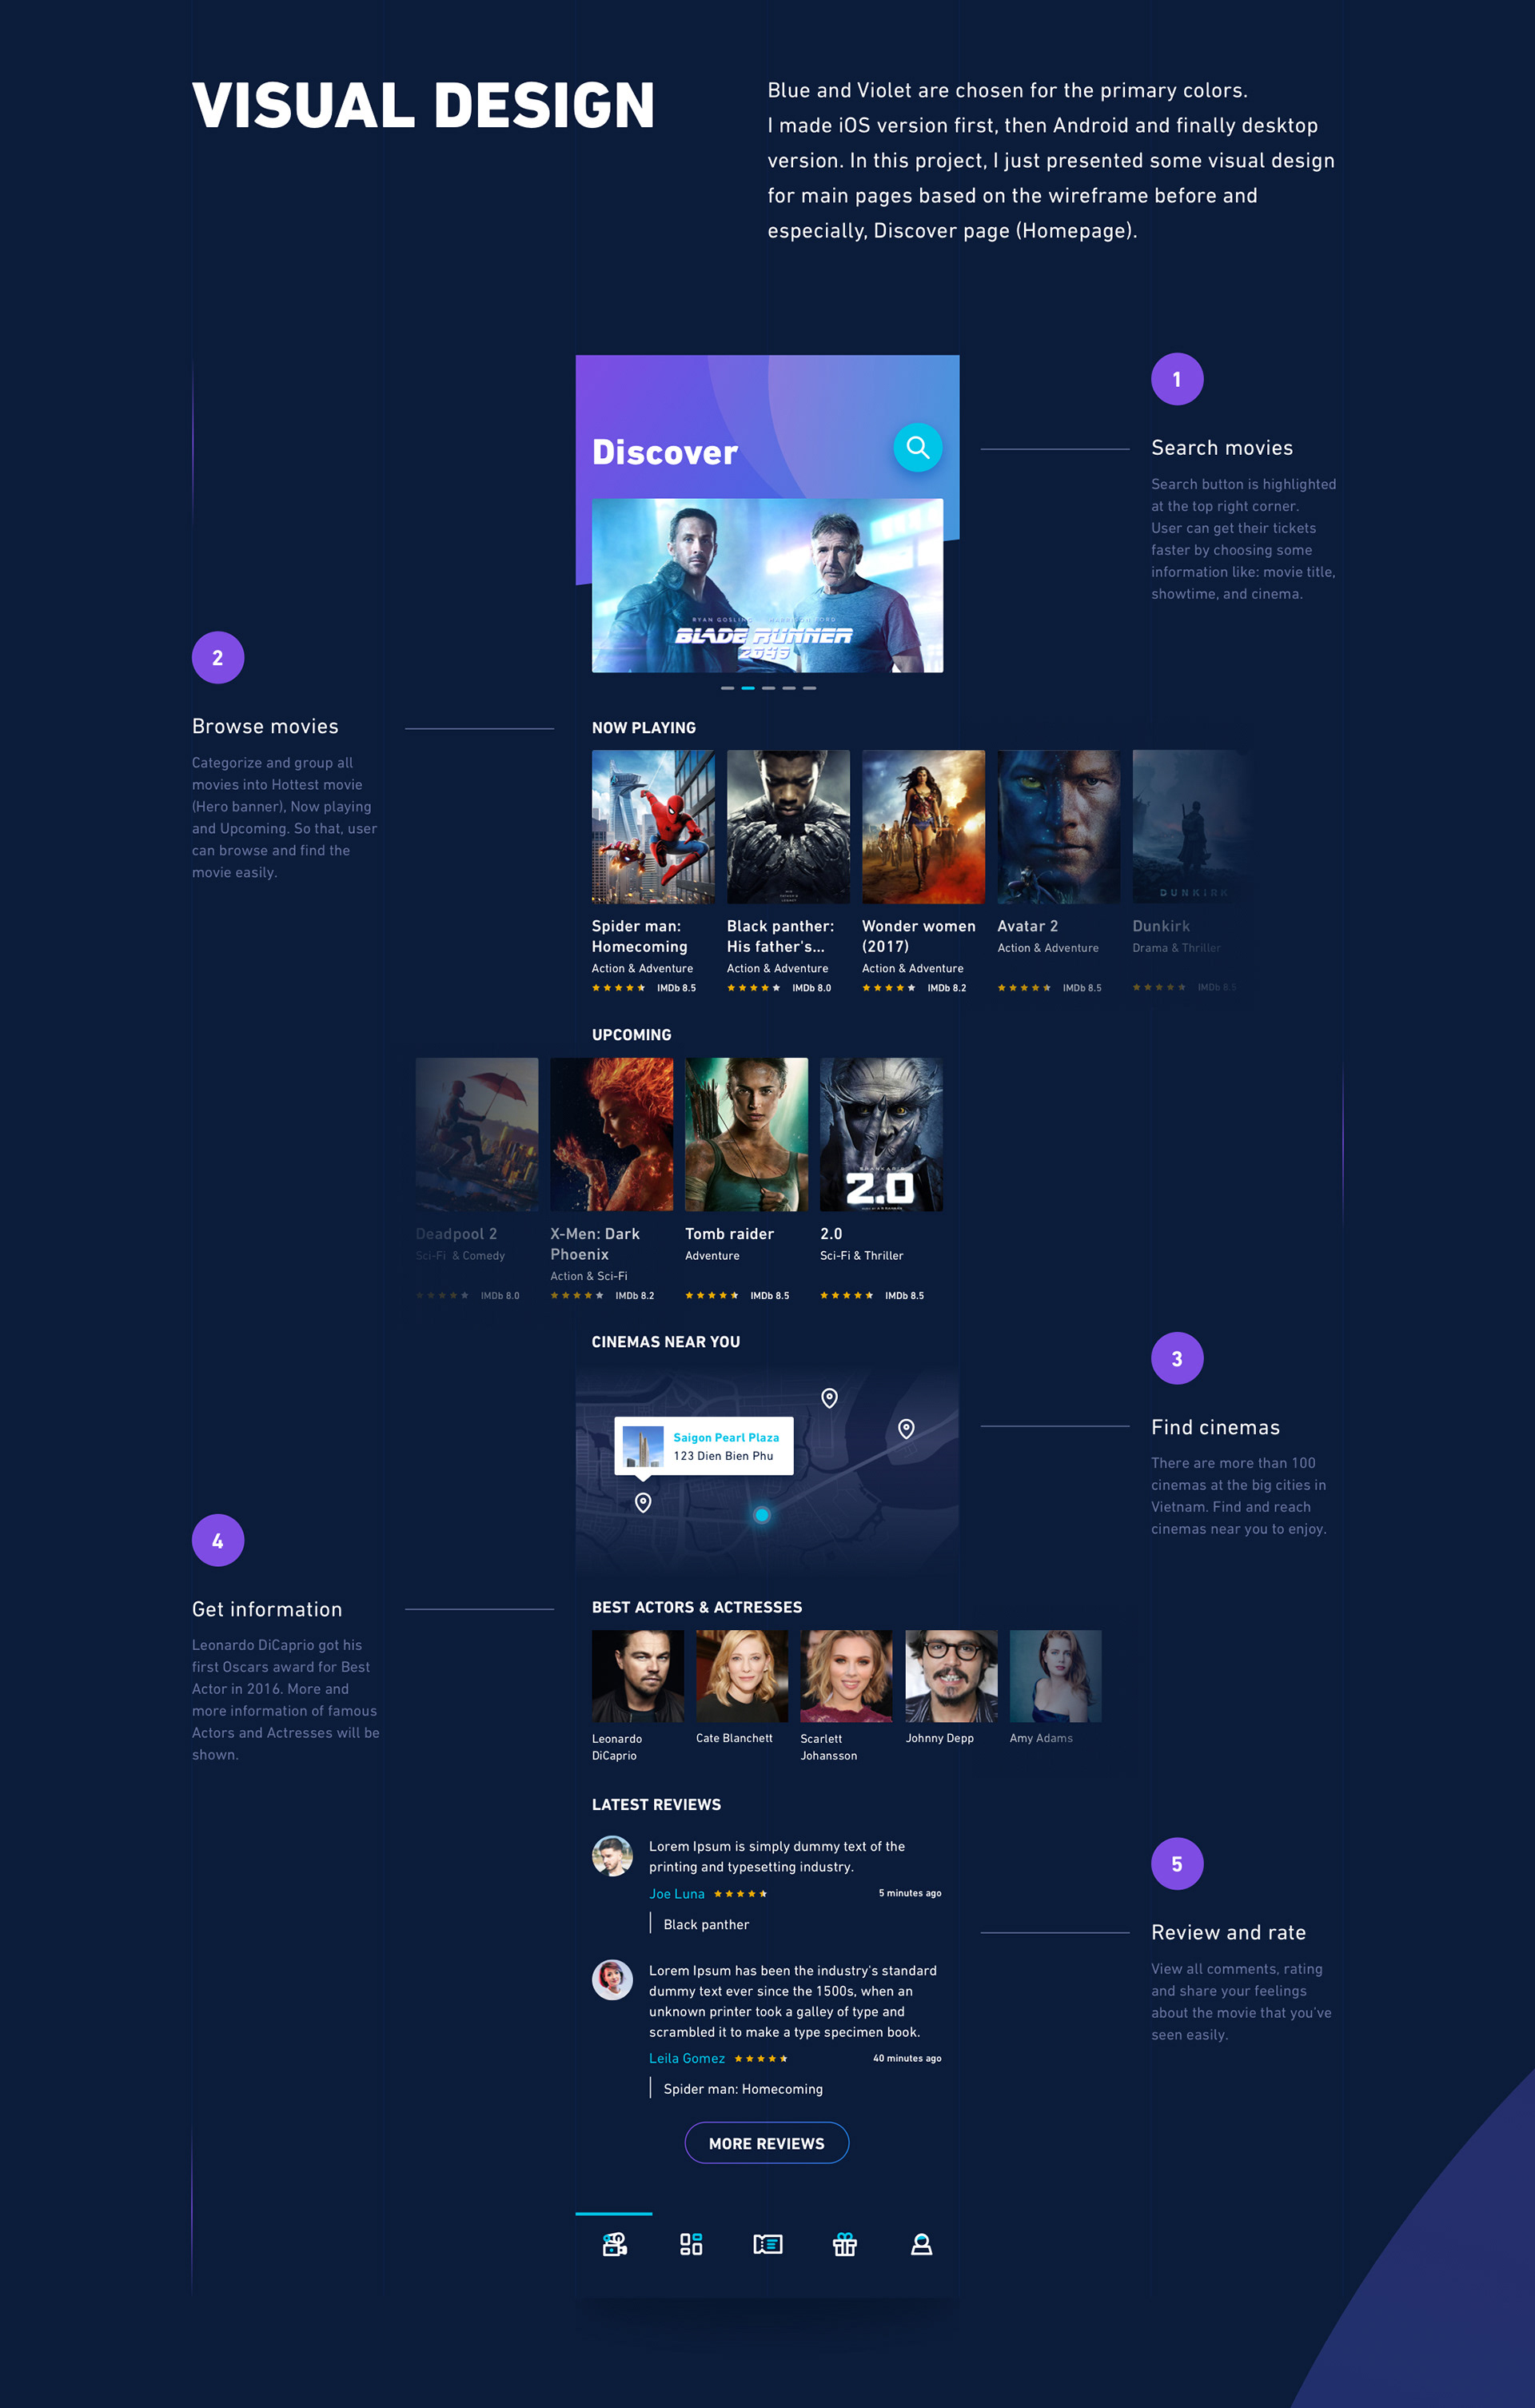 VISUAL DESIGN
Blue and Violet are chosen for the primary colors.
I made iOS version first, then Android and finally desktop
version. In this project, I just presented some visual design
for main pages based on the wireframe before and
especially, Discover page (Homepage).
1
Search movies
Search button is highlighted
at the top right corner.
User can get their tickets
faster by choosing some
information like: movie title,
showtime, and cinema.
Discover
RYAN GOSLING
BLADE RUNNER
2049
2
Browse movies
Categorize and group all
movies into Hottest movie
(Hero banner), Now playing
and Upcoming. So that, user
can browse and find the
movie easily.
NOW PLAYING
DUNKIRK
Spider man:
Homecoming
Action & Adventure
IMDb 8.5
Black panther:
His father's...
Action & Adventure
IMDb 8.0
Wonder women
(2017)
Action & Adventure
IMDb 8.2
Avatar 2
Action & Adventure
IMDb 8.5
Dunkirk
Drama & Thriller
IMDb 8.5
UPCOMING
2.0
Deadpool 2
Sci-Fi & Comedy
IMDb 8.0
X-Men: Dark
Phoenix
Action & Sci-Fi
IMDb 8.2
Tomb raider
Adventure
IMDb 8.5
2.0
Sci-Fi & Thriller
IMDb 8.5
CINEMAS NEAR YOU
Saigon Pearl Plaza
123 Dien Bien Phu
3
Find cinemas
There are more than 100
cinemas at the big cities in
Vietnam. Find and reach
cinemas near you to enjoy.
4
Get information
Leonardo DiCaprio got his
first Oscars award for Best
Actor in 2016. More and
more information of famous
Actors and Actresses will be
shown.
BEST ACTORS & ACTRESSES
Leonardo
DiCaprio
Cate Blanchett
Scarlett
Johansson
Johnny Depp
Amy Adams
LATEST REVIEWS
Lorem Ipsum is simply dummy text of the
printing and typesetting industry.
Joe Luna
5 minutes ago
Black panther
Lorem Ipsum has been the industry's standard
dummy text ever since the 1500s, when an
unknown printer took a galley of type and
scrambled it to make a type specimen book.
Leila Gomez
40 minutes ago
Spider man: Homecoming
MORE REVIEWS
5
Review and rate
View all comments, rating
and share your feelings
about the movie that you've
seen easily.